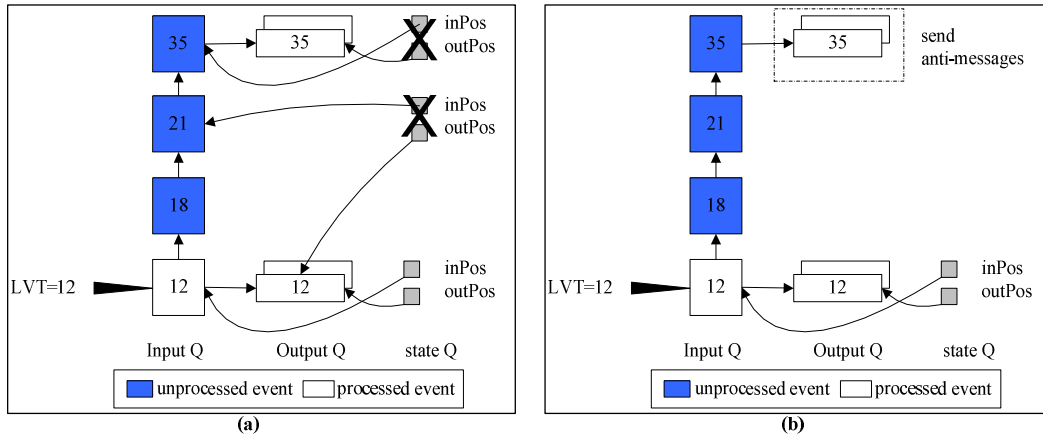 35
35
inPos
outPos
21
inPos
outPos
18
LVT=12
12
12
inPos
outPos
Input Q
Output Q
state Q
unprocessed event
processed event
(a)
35
35
send
anti-messages
21
18
LVT=12
12
12
inPos
outPos
Input Q
Output Q
state Q
unprocessed event
processed event
(b)